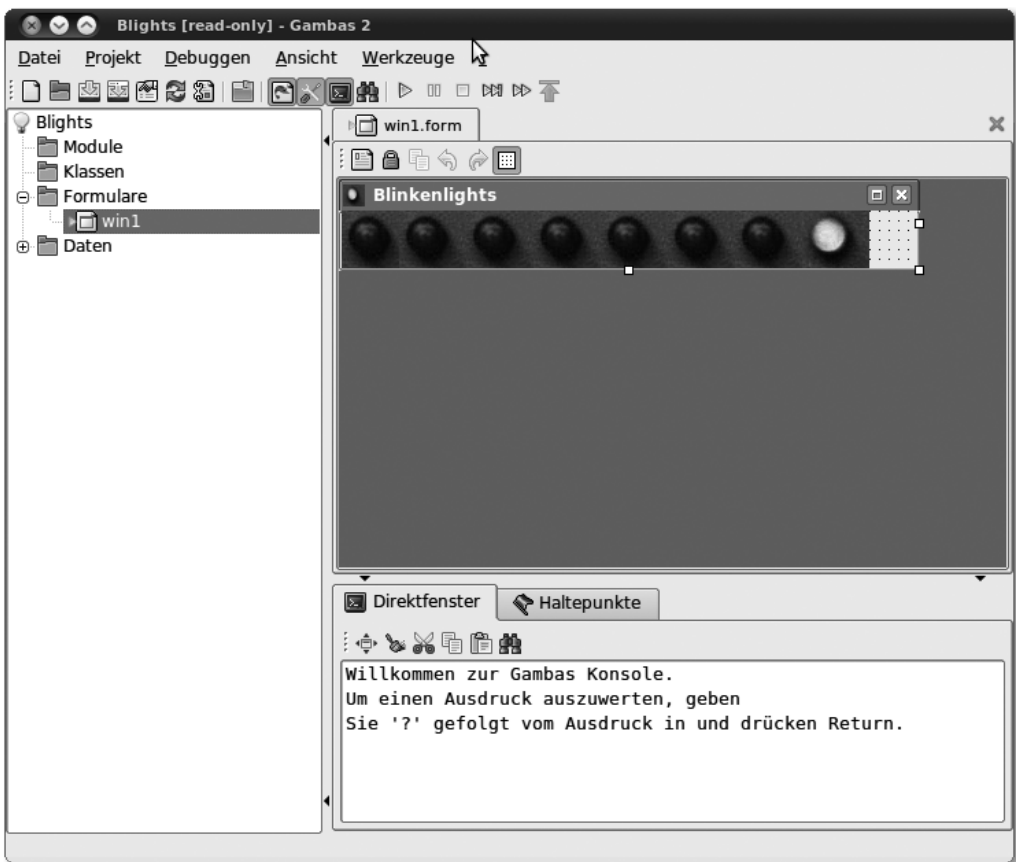 Blights [read-only] - Gambas 2
Datei Projekt Debuggen Ansicht Werkzeuge
Blights
Module
Klassen
Formulare
win1
Daten
win1.form
Blinkenlights
Direktfenster Haltepunkte
Willkommen zur Gambas Konsole.
Um einen Ausdruck auszuwerten, geben
Sie '?' gefolgt vom Ausdruck in und drücken Return.